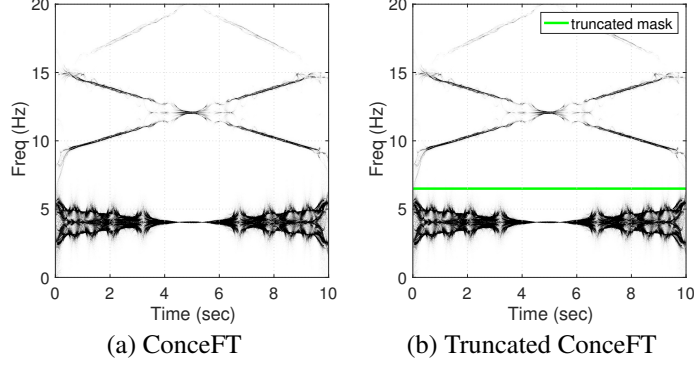 20
15
10
5
0
Freq (Hz)
0 2 4 6 8 10
Time (sec)
(a) ConceFT
truncated mask
20
15
10
5
0
Freq (Hz)
0 2 4 6 8 10
Time (sec)
(b) Truncated ConceFT